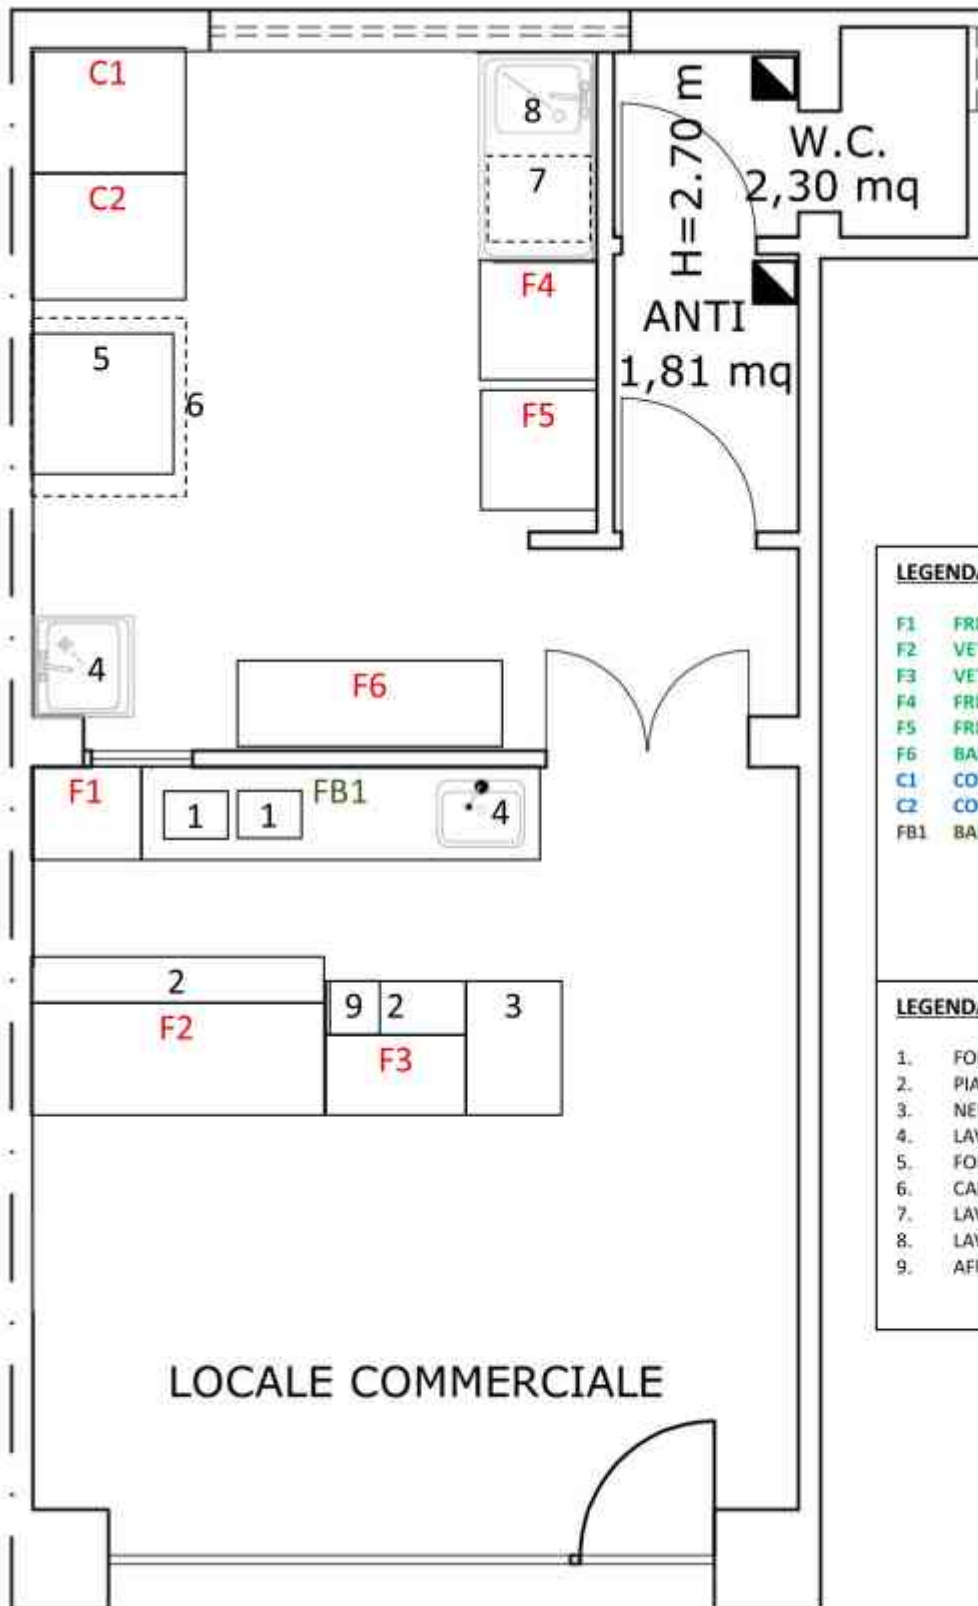 C1
C2
8
7
F4
F5
5
6
H=2.70 m
W.C.
2,30 mq
ANTI
1,81 mq
4
F6
F1
1
1
FB1
4
2
F2
9
2
3
F3
LOCALE COMMERCIALE
F1
F2
F3
F4
F5
F6
C1
C2
FB1
1.
2.
3.
4.
5.
6.
7.
8.
9.